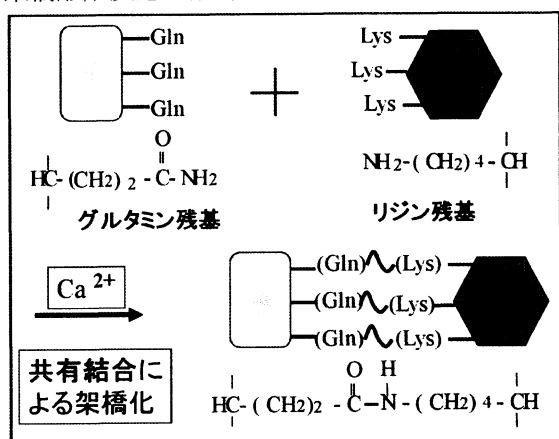 Gln
Gln
Gln
+
Lys
Lys
Lys
O
HC-(CH2)2-C-NH2
グルタミン残基
NH2-(CH2)4-CH
リジン残基
Ca2+
共有結合に
よる架橋化
(Gln) (Lys)
(Gln) (Lys)
(Gln) (Lys)
O H
HC-(CH2)2-C-N-(CH2)4-CH